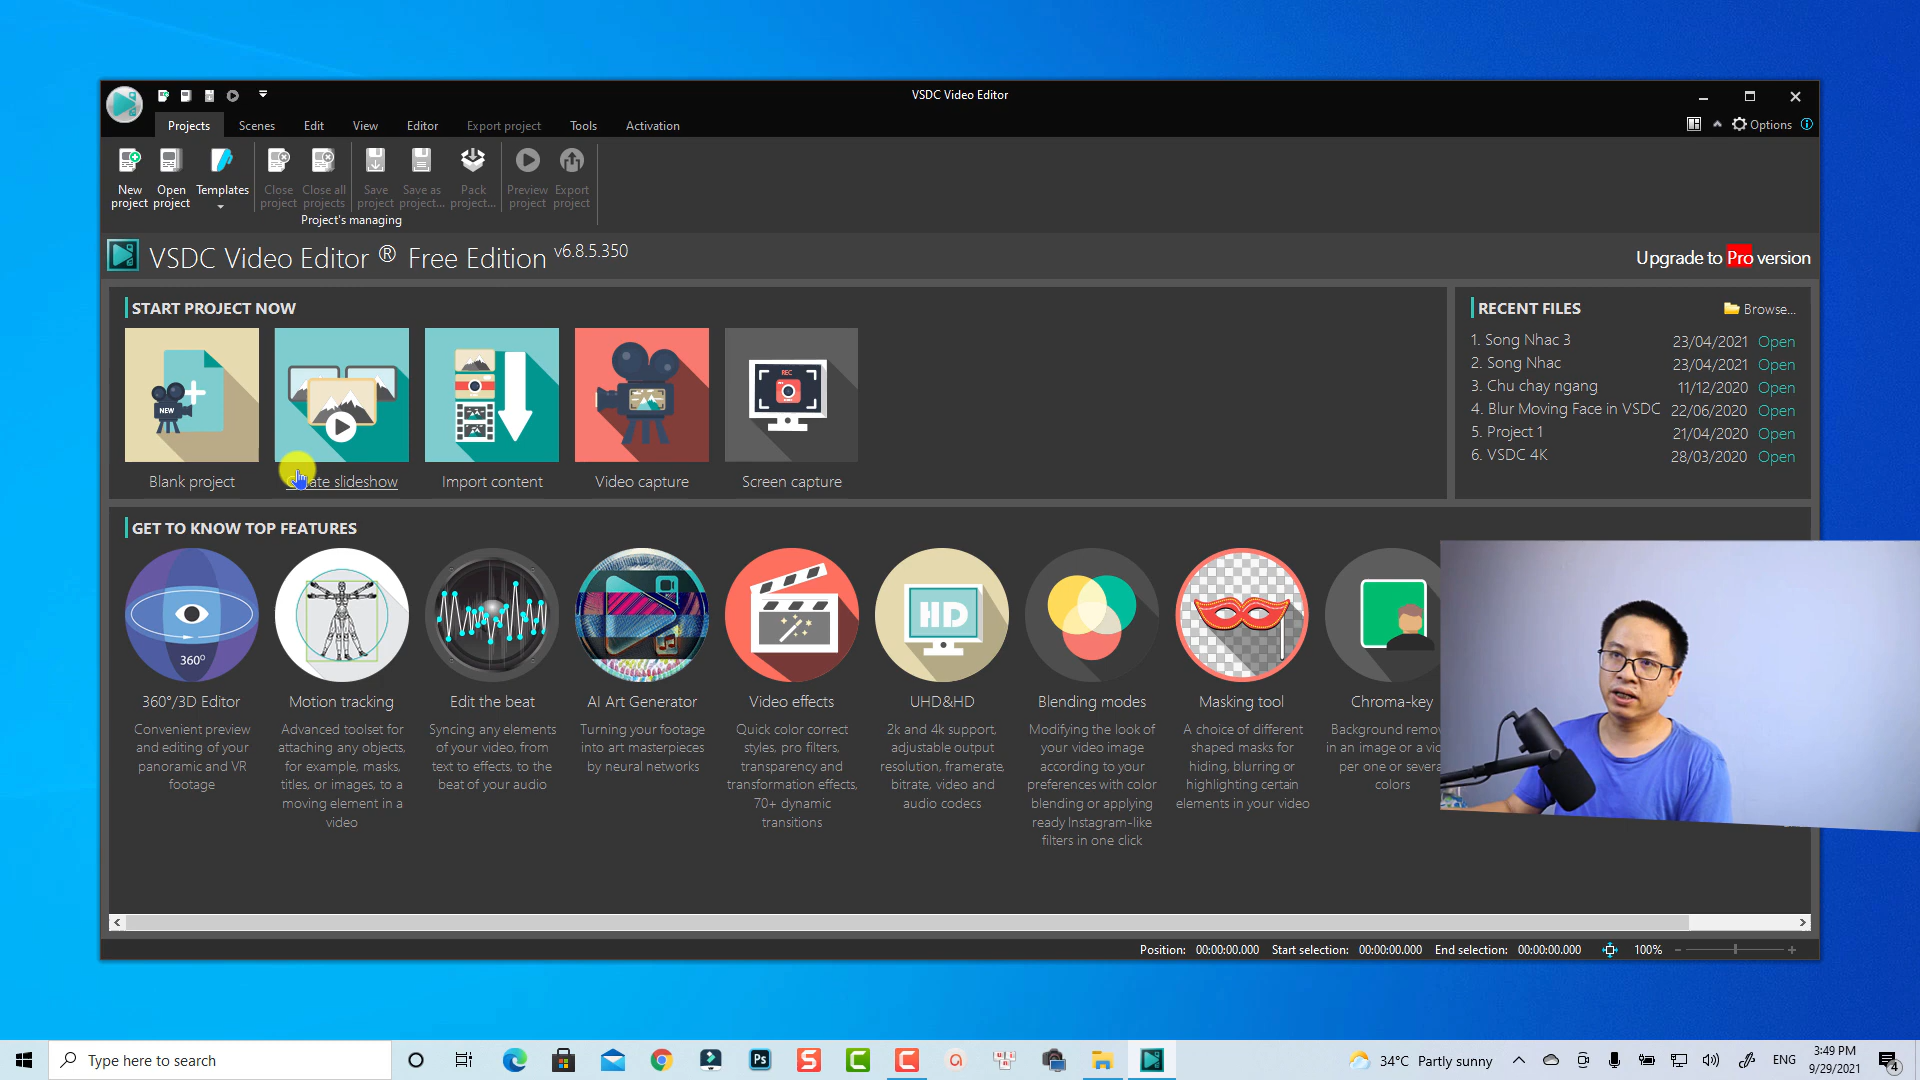 VSDC Video Editor
Projects Scenes Edit View Editor Export project Tools Activation
Options
New project
Open project
Templates
Close project
Close all projects
Save project
Save as project...
Pack project...
Preview project
Export project
Project's managing
VSDC Video Editor ® Free Edition v6.8.5.350
Upgrade to Pro version
START PROJECT NOW
NEW
REC
Blank project
slideshow
Import content
Video capture
Screen capture
RECENT FILES
Browse...
1. Song Nhac 3 23/04/2021 Open
2. Song Nhac 23/04/2021 Open
3. Chu chay ngang 11/12/2020 Open
4. Blur Moving Face in VSDC 22/06/2020 Open
5. Project 1 21/04/2020 Open
6. VSDC 4K 28/03/2020 Open
GET TO KNOW TOP FEATURES
360°
HD
360°/3D Editor
Convenient preview
and editing of your
panoramic and VR
footage
Motion tracking
Advanced toolset for
attaching any objects,
for example, masks,
titles, or images, to a
moving element in a
video
Edit the beat
Syncing any elements
of your video, from
text to effects, to the
beat of your audio
AI Art Generator
Turning your footage
into art masterpieces
by neural networks
Video effects
Quick color correct
styles, pro filters,
transparency and
transformation effects,
70+ dynamic
transitions
UHD&HD
2k and 4k support,
adjustable output
resolution, framerate,
bitrate, video and
audio codecs
Blending modes
Modifying the look of
your video image
according to your
preferences with color
blending or applying
ready Instagram-like
filters in one click
Masking tool
A choice of different
shaped masks for
hiding, blurring or
highlighting certain
elements in your video
Chroma-key
Background
in an image or a
per one or
colors
Position: 00:00:00.000 Start selection: 00:00:00.000 End selection: 00:00:00.000 100%
Type here to search
Ps
34°C Partly sunny
ENG
3:49 PM
9/29/2021
4